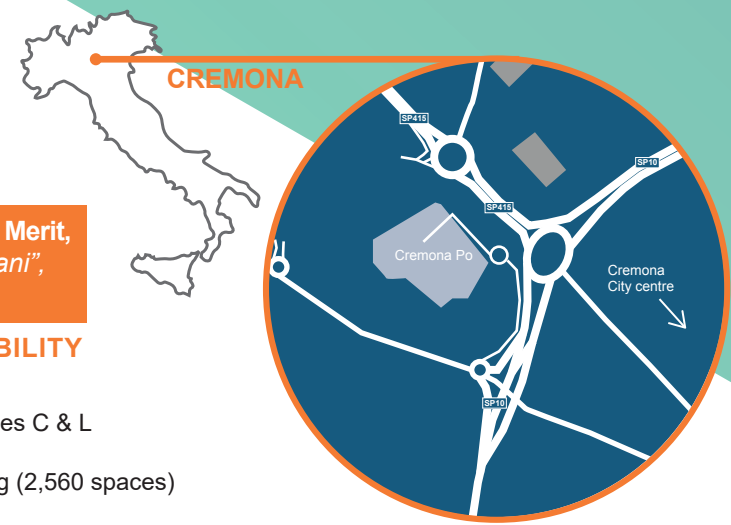 CREMONA
SP415
SP10
SP415
Cremona Po
Cremona
City centre
SP10
Merit,
ani”,
BILITY
es C & L
g (2,560 spaces)